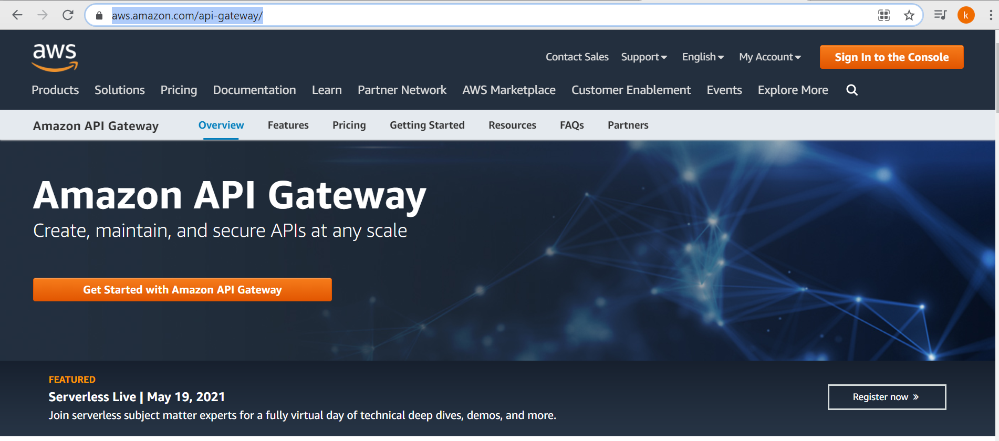 aws.amazon.com/api-gateway/
k
aws
Contact Sales Support English My Account Sign In to the Console
Products Solutions Pricing Documentation Learn Partner Network AWS Marketplace Customer Enablement Events Explore More
Amazon API Gateway Overview Features Pricing Getting Started Resources FAQs Partners
Amazon API Gateway
Create, maintain, and secure APIs at any scale
Get Started with Amazon API Gateway
FEATURED
Serverless Live | May 19, 2021
Join serverless subject matter experts for a fully virtual day of technical deep dives, demos, and more.
Register now »